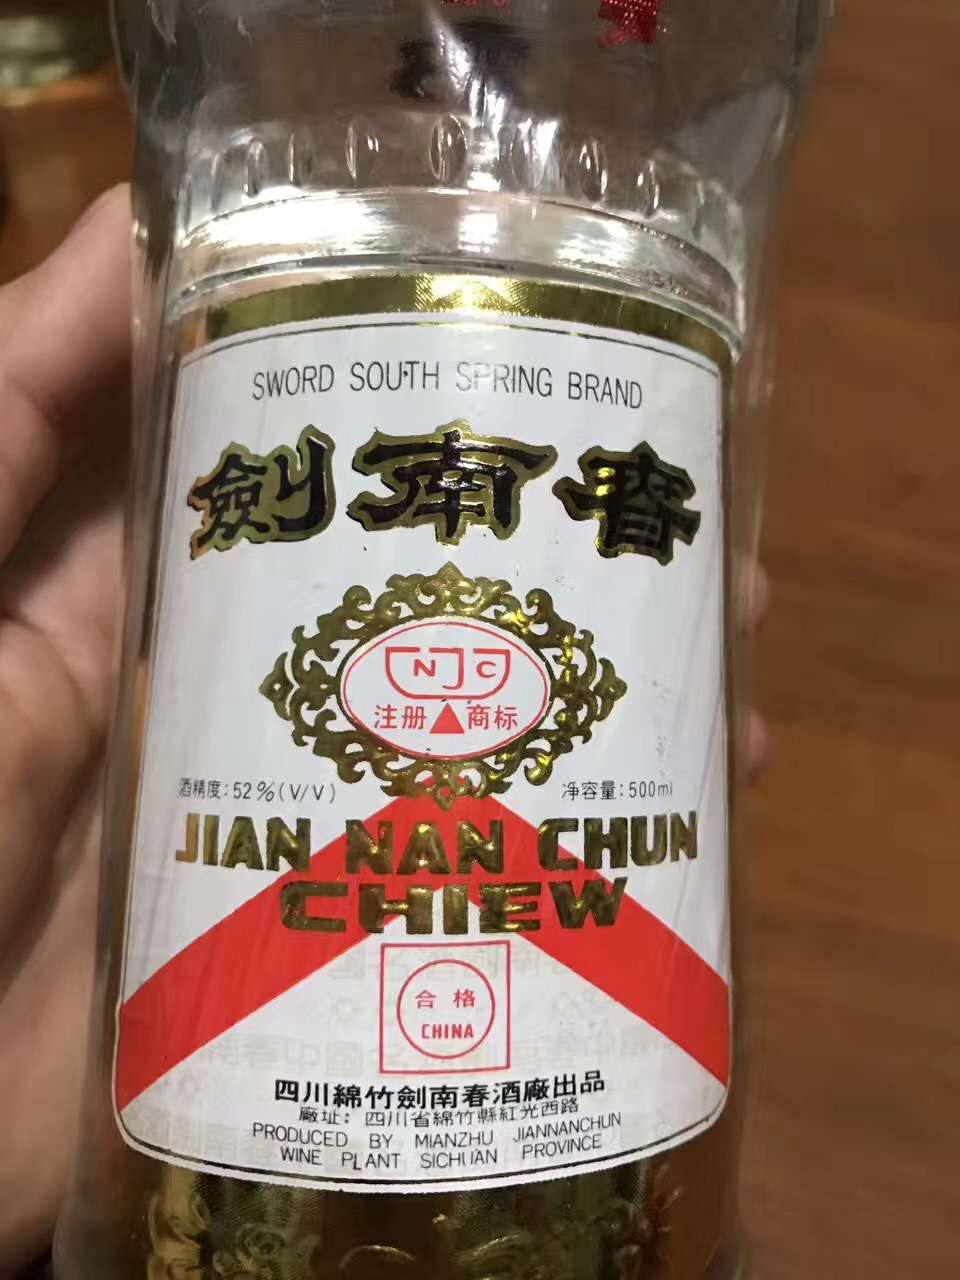 SWORD SOUTH SPRING BRAND
劍南春
NJC
注册 商标
酒精度:52%(V/V)
净容量:500ml
JIAN NAN CHUN
CHIEW
合格
CHINA
四川綿竹劍南春酒廠出品
廠址:四川省綿竹縣紅光西路
PRODUCED BY MIANZHU JIANNANCHUN
WINE PLANT SICHUAN PROVINCE